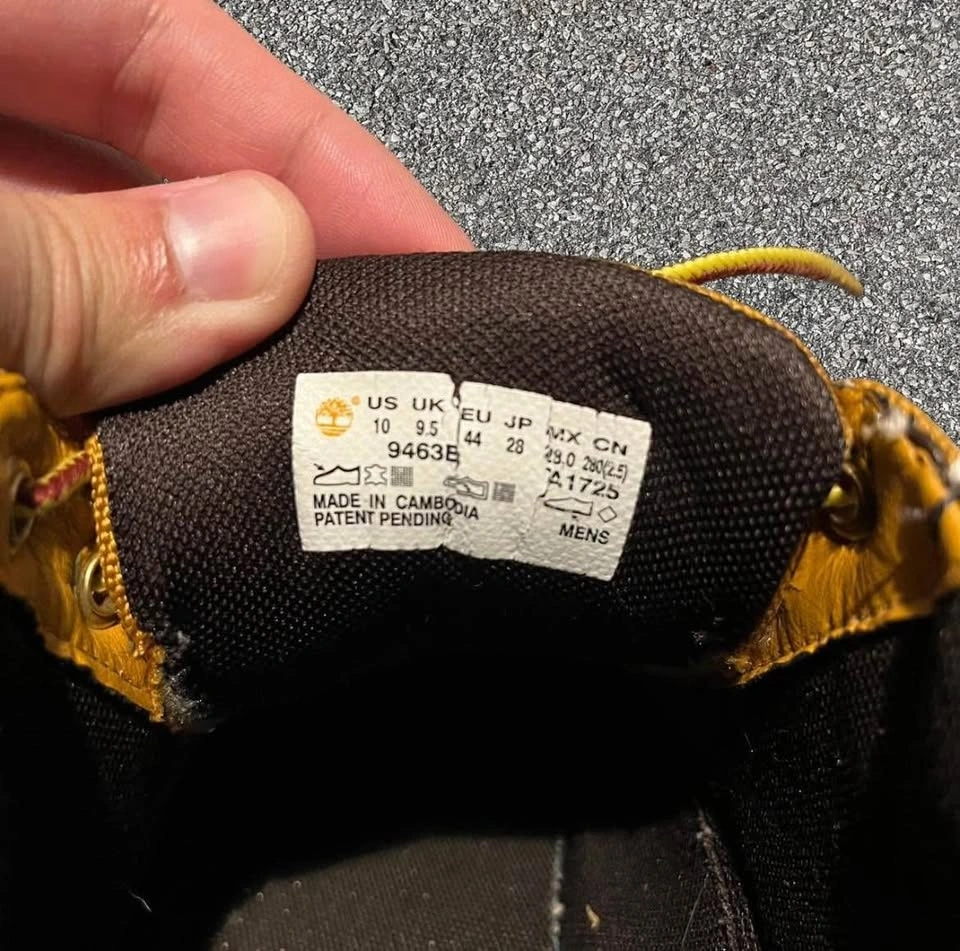 ® US UK EU JP MX CN
10 9.5 44 28 29.0 280(2.5)
9463B A1725
MADE IN CAMBODIA
PATENT PENDING
MENS